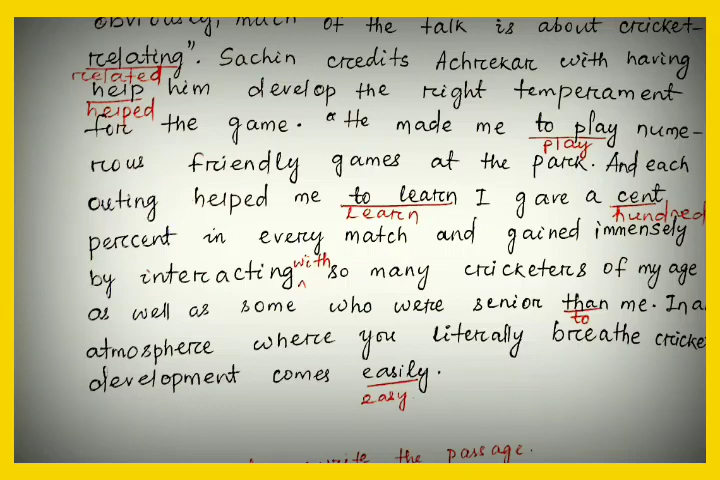 obviously, much of the talk is about cricket-
relating". Sachin credits Achrekar with having
related
help him develop the right temperament
helped
for the game. "He made me to play nume-
play
rous friendly games at the park. And each
outing helped me to learn I gave a cent
learn hundred
percent in every match and gained immensely
with
by interacting ^ so many cricketers of my age
as well as some who were senior than me. In a
to
atmosphere where you literally breathe cricke
development comes easily.
easy
write the passage.